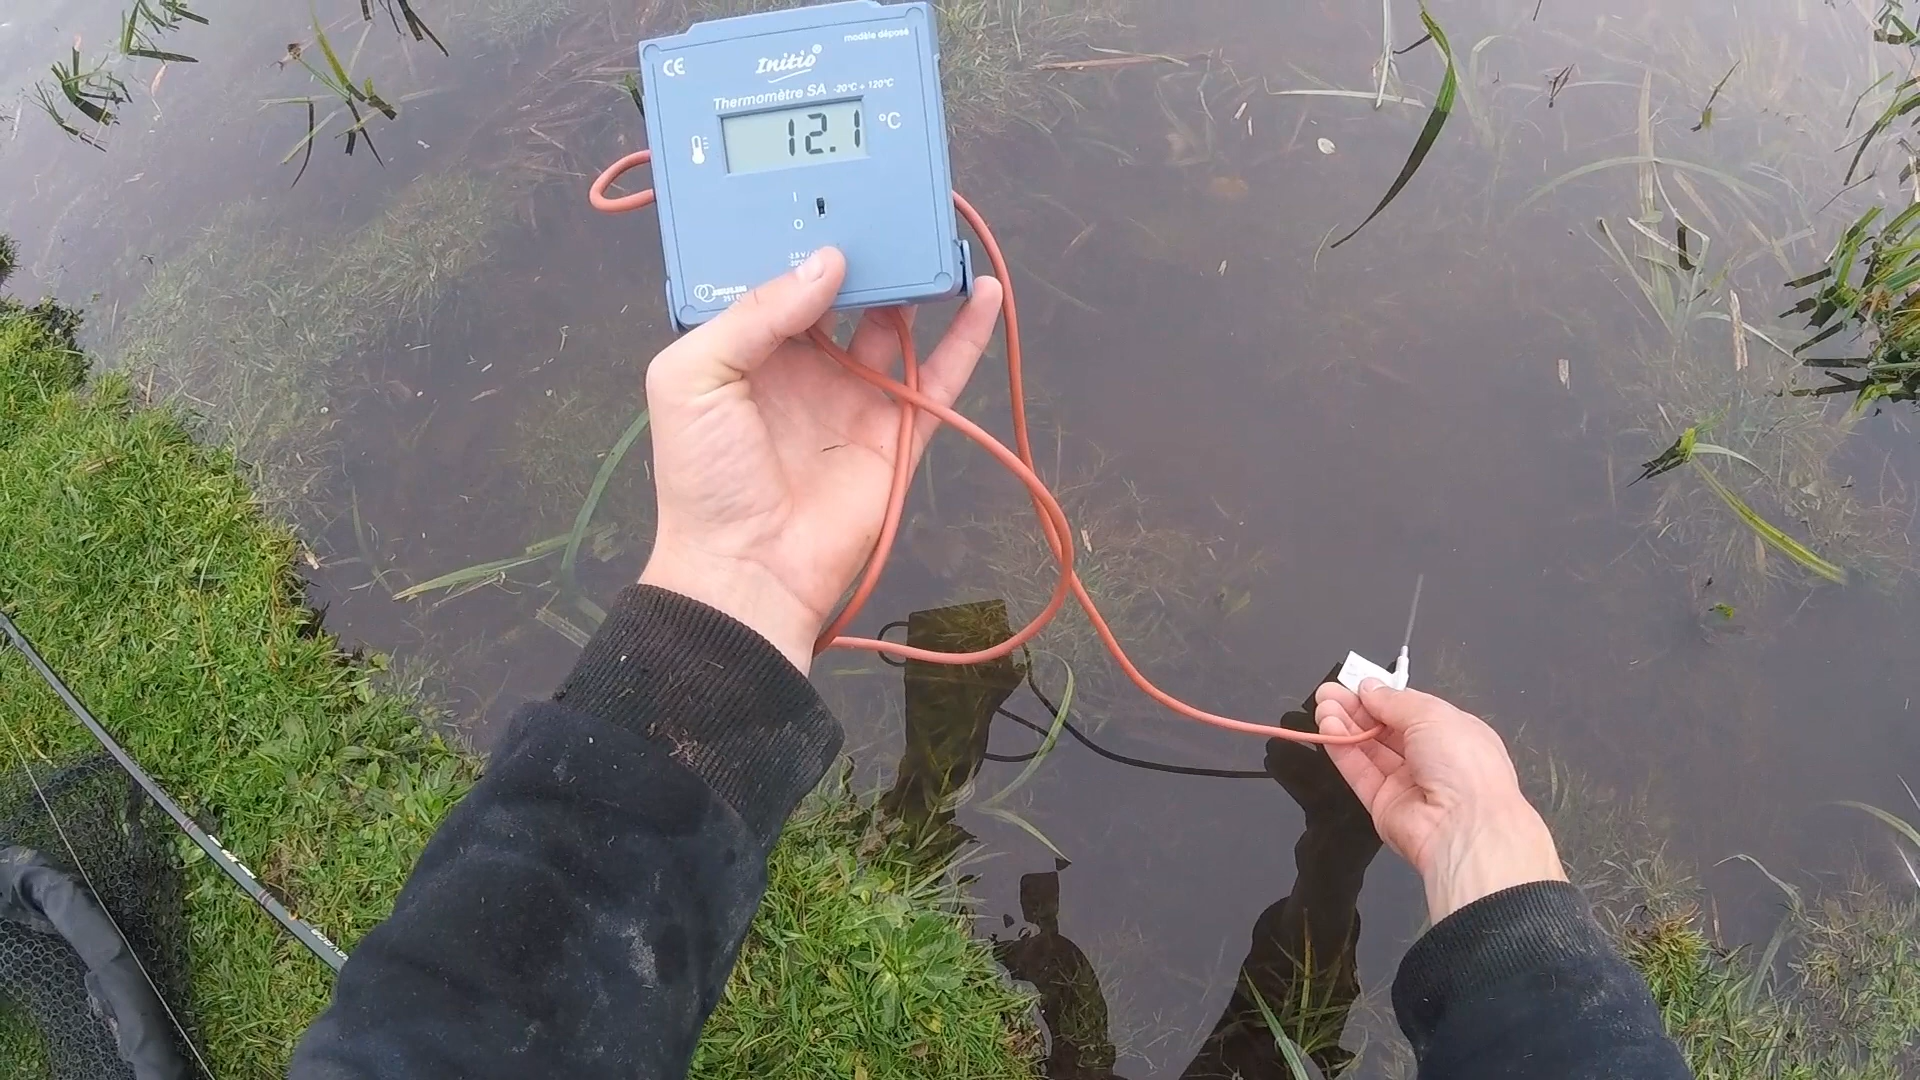 modèle déposé
CE
Initio®
Thermomètre SA -20°C + 120°C
12.1 °C
I
O